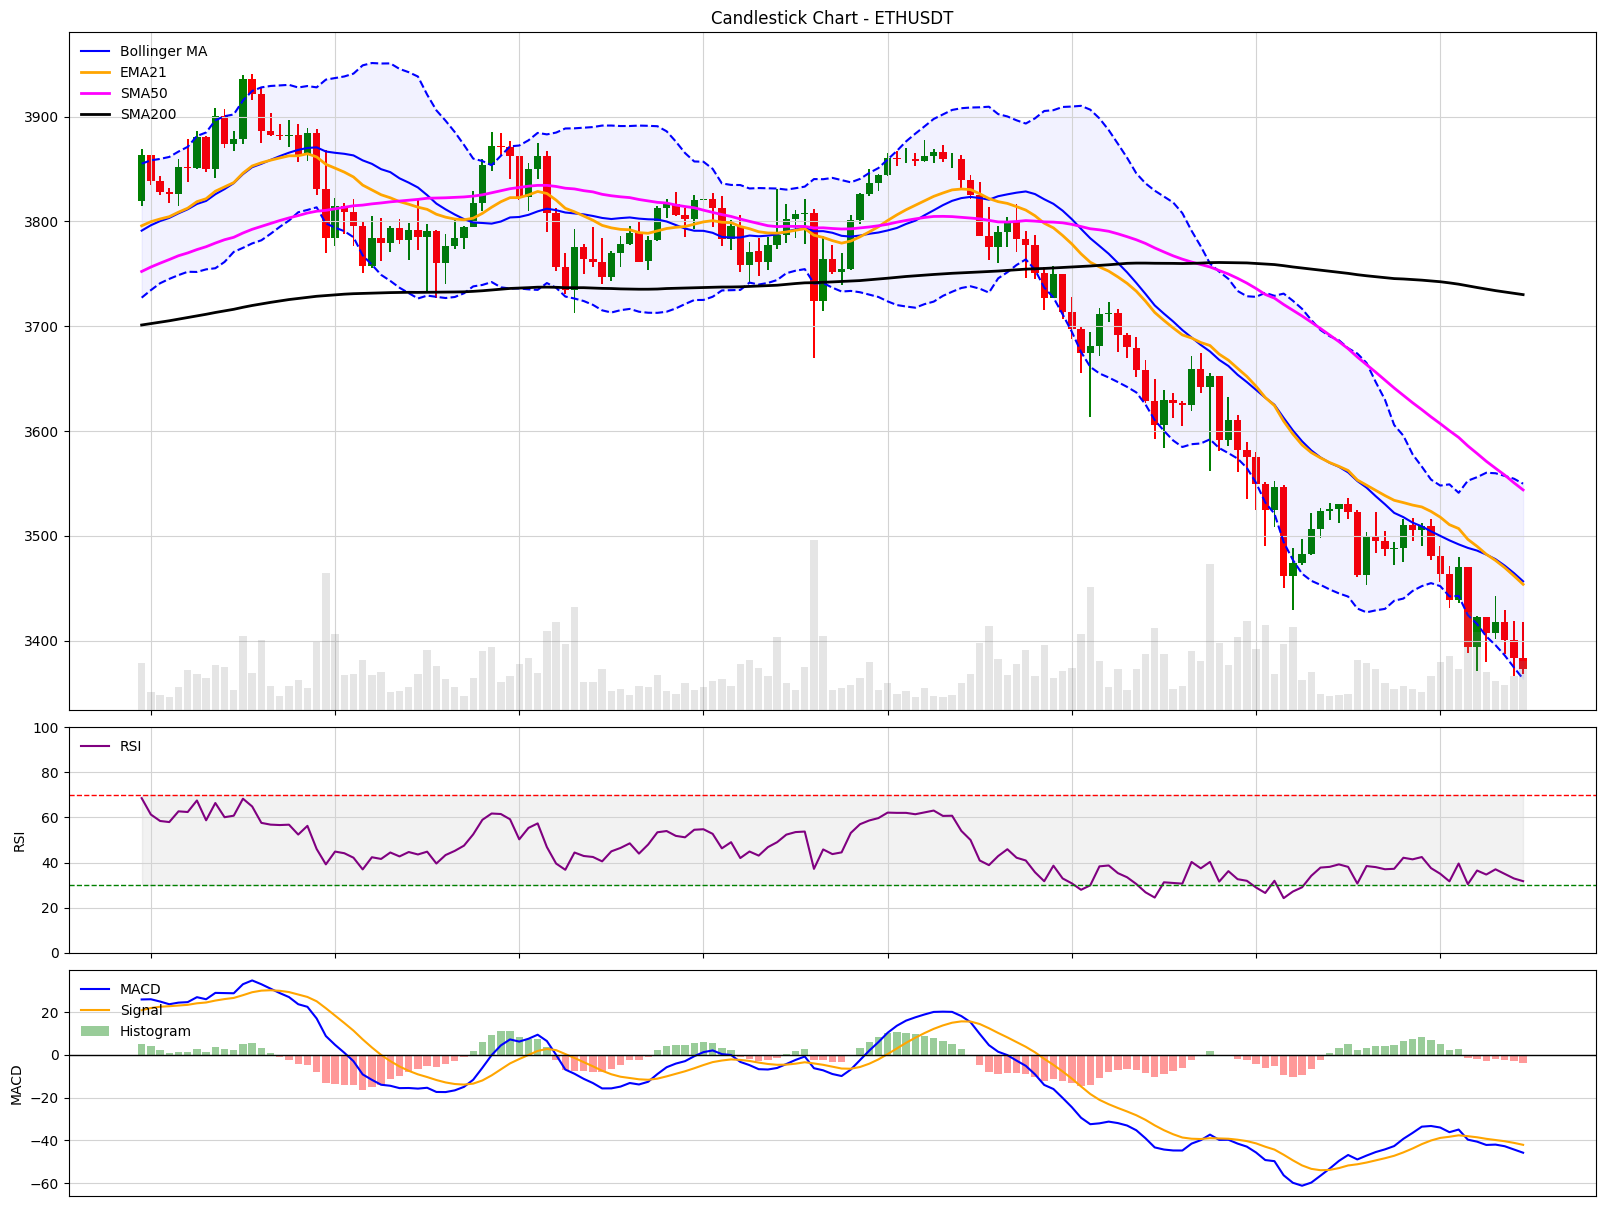 Candlestick Chart - ETHUSDT
Bollinger MA
EMA21
SMA50
SMA200
3900
3800
3700
3600
3500
3400
RSI
RSI
100
80
60
40
20
0
MACD
Signal
Histogram
MACD
20
0
−20
−40
−60